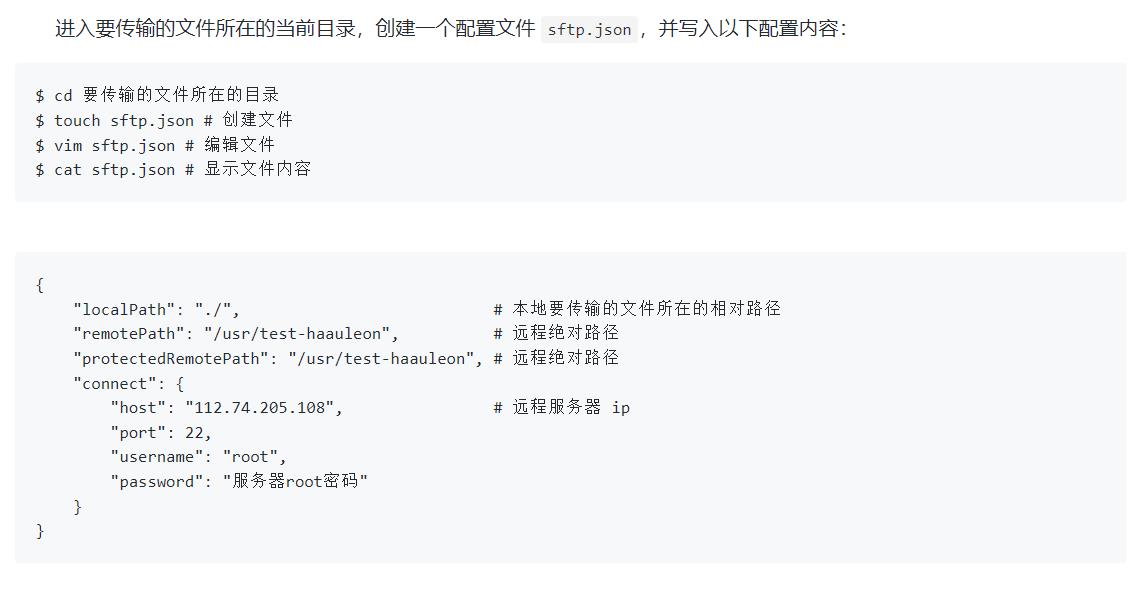 进入要传输的文件所在的当前目录，创建一个配置文件 sftp.json，并写入以下配置内容：
$ cd 要传输的文件所在的目录
$ touch sftp.json # 创建文件
$ vim sftp.json # 编辑文件
$ cat sftp.json # 显示文件内容
{
    "localPath": "./",                           # 本地要传输的文件所在的相对路径
    "remotePath": "/usr/test-haauleon",          # 远程绝对路径
    "protectedRemotePath": "/usr/test-haauleon", # 远程绝对路径
    "connect": {
        "host": "112.74.205.108",                # 远程服务器 ip
        "port": 22,
        "username": "root",
        "password": "服务器root密码"
    }
}